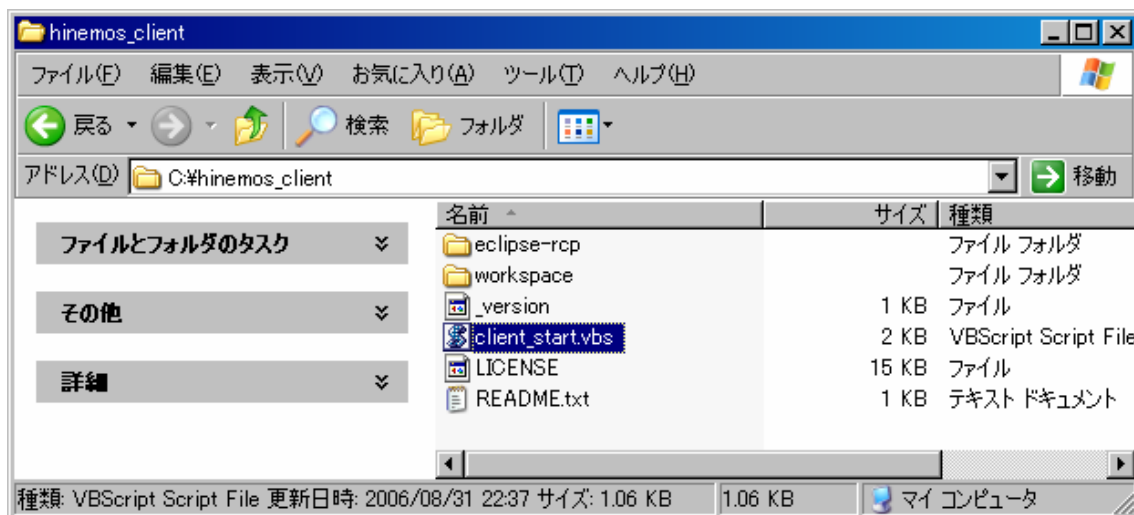 hinemos_client
ファイル(F) 編集(E) 表示(V) お気に入り(A) ツール(T) ヘルプ(H)
戻る 検索 フォルダ
アドレス(D) C:¥hinemos_client 移動
名前 サイズ 種類
ファイルとフォルダのタスク
その他
詳細
eclipse-rcp ファイル フォルダ
workspace ファイル フォルダ
_version 1 KB ファイル
client_start.vbs 2 KB VBScript Script File
LICENSE 15 KB ファイル
README.txt 1 KB テキスト ドキュメント
種類: VBScript Script File 更新日時: 2006/08/31 22:37 サイズ: 1.06 KB 1.06 KB マイ コンピュータ